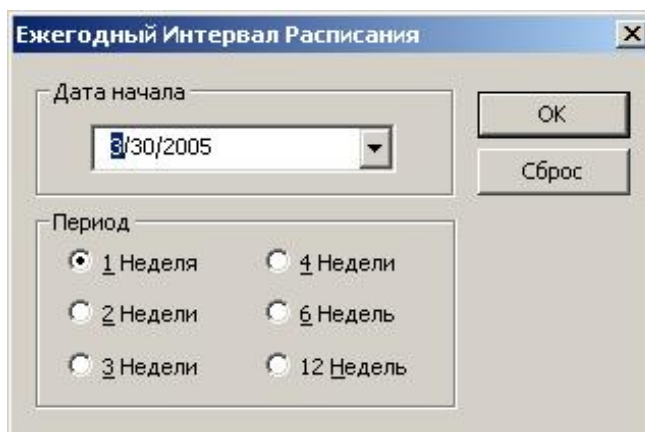 Ежегодный Интервал Расписания
Дата начала
3/30/2005
OK
Сброс
Период
1 Неделя
4 Недели
2 Недели
6 Недель
3 Недели
12 Недель